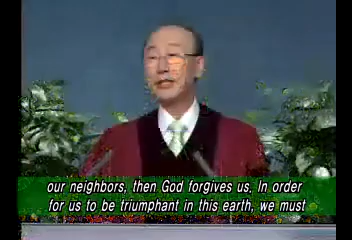 our neighbors, then God forgives us. In order
for us to be triumphant in this earth, we must